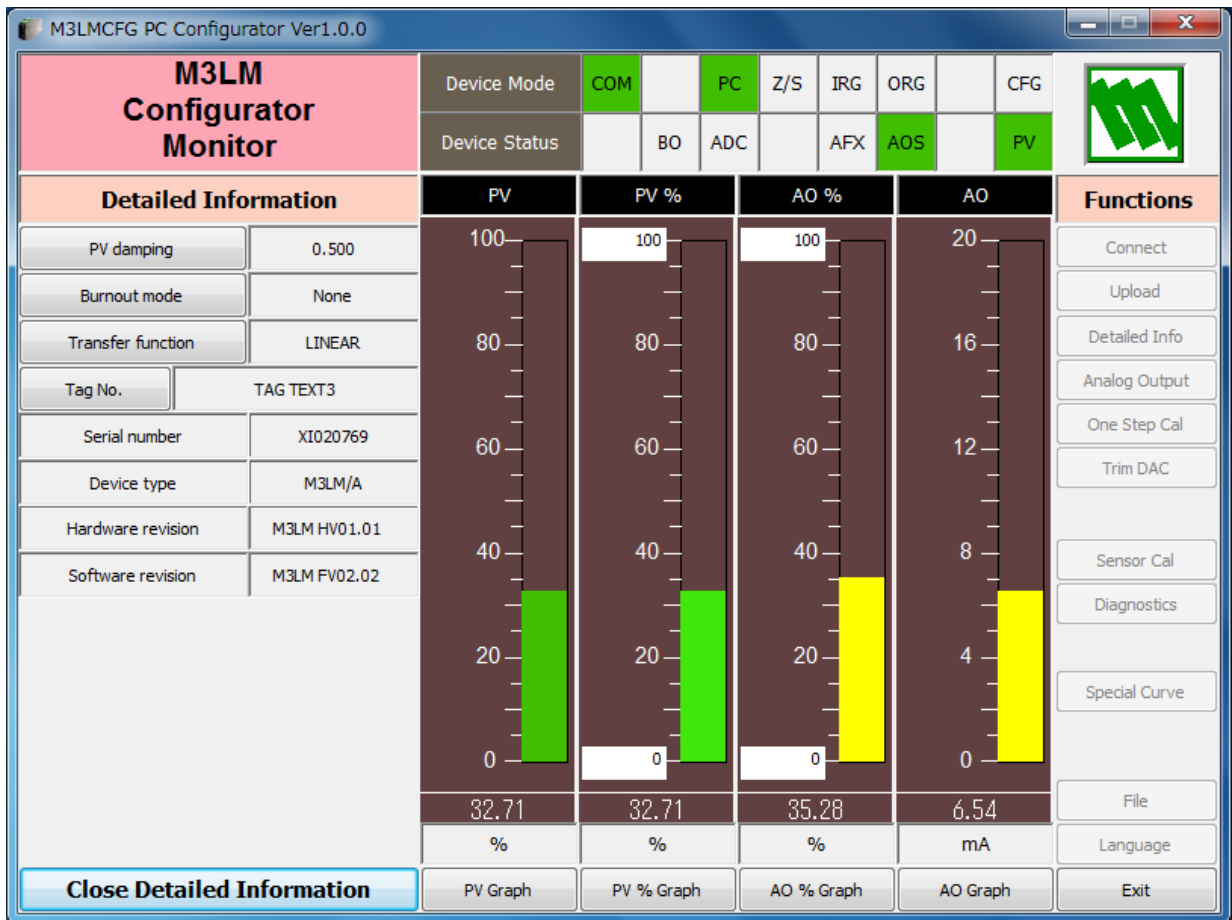 M3LMCFG PC Configurator Ver1.0.0
M3LM
Configurator
Monitor
Device Mode COM PC Z/S IRG ORG CFG
Device Status BO ADC AFX AOS PV
Detailed Information
PV damping 0.500
Burnout mode None
Transfer function LINEAR
Tag No. TAG TEXT3
Serial number XI020769
Device type M3LM/A
Hardware revision M3LM HV01.01
Software revision M3LM FV02.02
Close Detailed Information
PV PV % AO % AO
100 100 100 20
80 80 80 16
60 60 60 12
40 40 40 8
20 20 20 4
0 0 0 0
32.71 32.71 35.28 6.54
% % % mA
PV Graph PV % Graph AO % Graph AO Graph
Functions
Connect
Upload
Detailed Info
Analog Output
One Step Cal
Trim DAC
Sensor Cal
Diagnostics
Special Curve
File
Language
Exit